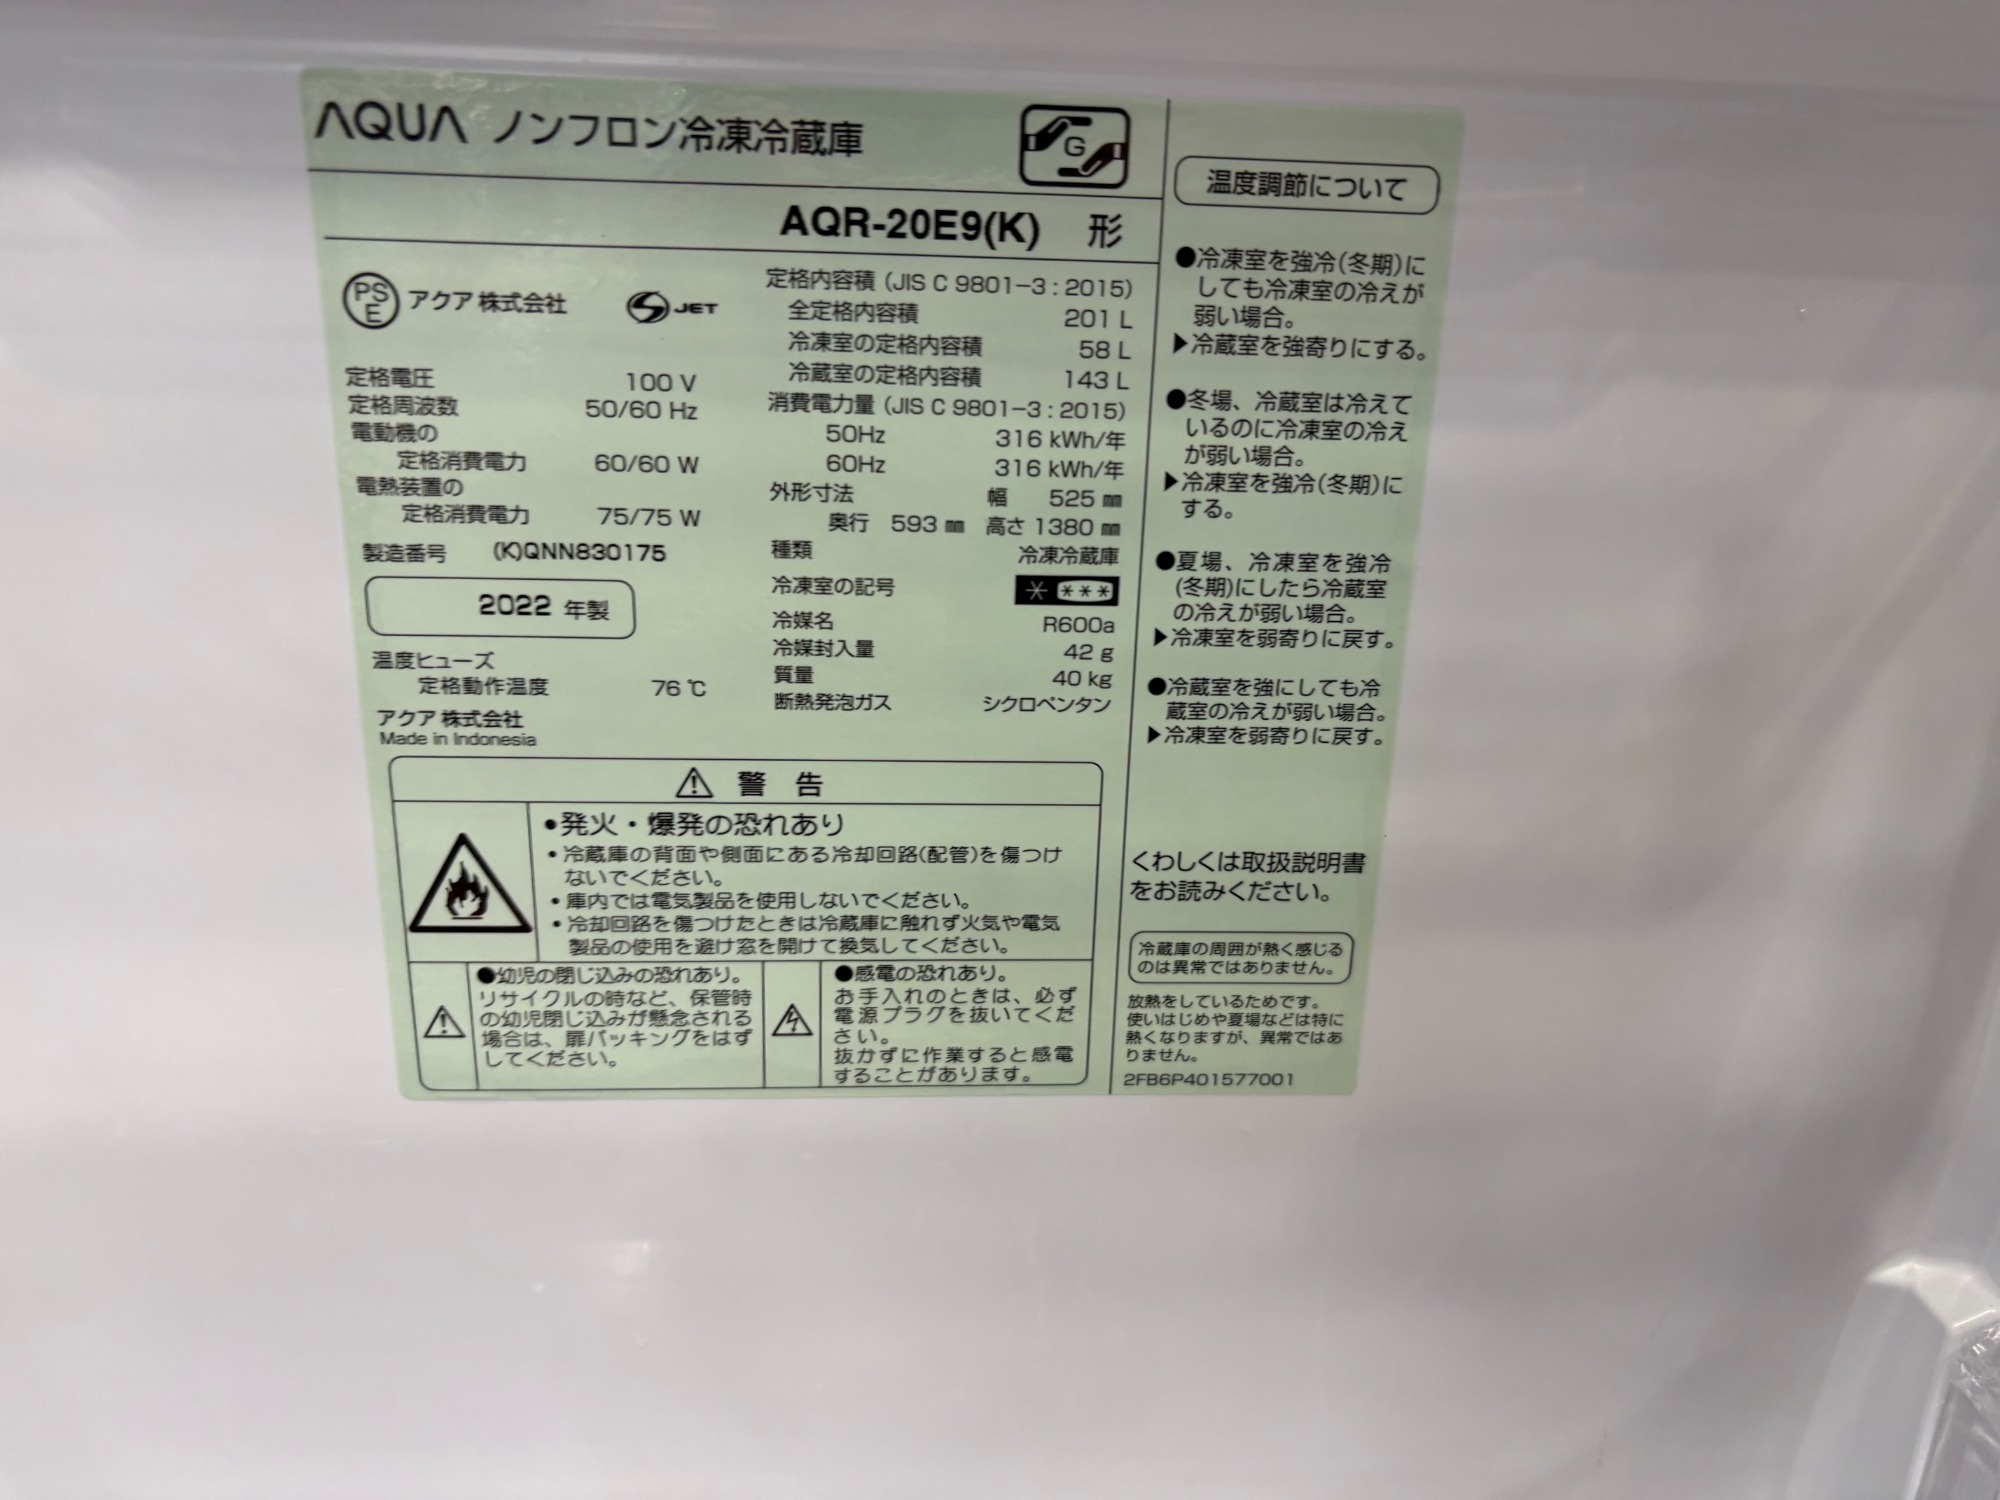 AQUA ノンフロン冷凍冷蔵庫
G
AQR-20E9(K) 形
PS
E
アクア 株式会社
JET
定格電圧 100 V
定格周波数 50/60 Hz
電動機の
定格消費電力 60/60 W
電熱装置の
定格消費電力 75/75 W
製造番号 (K)QNN830175
2022 年製
温度ヒューズ
定格動作温度 76 ℃
アクア 株式会社
Made in Indonesia
定格内容積 (JIS C 9801-3 : 2015)
全定格内容積 201 L
冷凍室の定格内容積 58 L
冷蔵室の定格内容積 143 L
消費電力量 (JIS C 9801-3 : 2015)
50Hz 316 kWh/年
60Hz 316 kWh/年
外形寸法 幅 525 ㎜
奥行 593 ㎜ 高さ 1380 ㎜
種類 冷凍冷蔵庫
冷凍室の記号 * ***
冷媒名 R600a
冷媒封入量 42 g
質量 40 kg
断熱発泡ガス シクロペンタン
⚠ 警 告
•発火・爆発の恐れあり
・冷蔵庫の背面や側面にある冷却回路(配管)を傷つけ
ないでください。
・庫内では電気製品を使用しないでください。
・冷却回路を傷つけたときは冷蔵庫に触れず火気や電気
製品の使用を避け窓を開けて換気してください。
●幼児の閉じ込みの恐れあり。
リサイクルの時など、保管時
の幼児閉じ込みが懸念される
場合は、扉パッキングをはず
してください。
●感電の恐れあり。
お手入れのときは、必ず
電源プラグを抜いてくだ
さい。
抜かずに作業すると感電
することがあります。
温度調節について
●冷凍室を強冷(冬期)に
しても冷凍室の冷えが
弱い場合。
▶冷蔵室を強寄りにする。
●冬場、冷蔵室は冷えて
いるのに冷凍室の冷え
が弱い場合。
▶冷凍室を強冷(冬期)に
する。
●夏場、冷凍室を強冷
(冬期)にしたら冷蔵室
の冷えが弱い場合。
▶冷凍室を弱寄りに戻す。
●冷蔵室を強にしても冷
蔵室の冷えが弱い場合。
▶冷凍室を弱寄りに戻す。
くわしくは取扱説明書
をお読みください。
冷蔵庫の周囲が熱く感じる
のは異常ではありません。
放熱をしているためです。
使いはじめや夏場などは特に
熱くなりますが、異常ではあ
りません。
2FB6P401577001